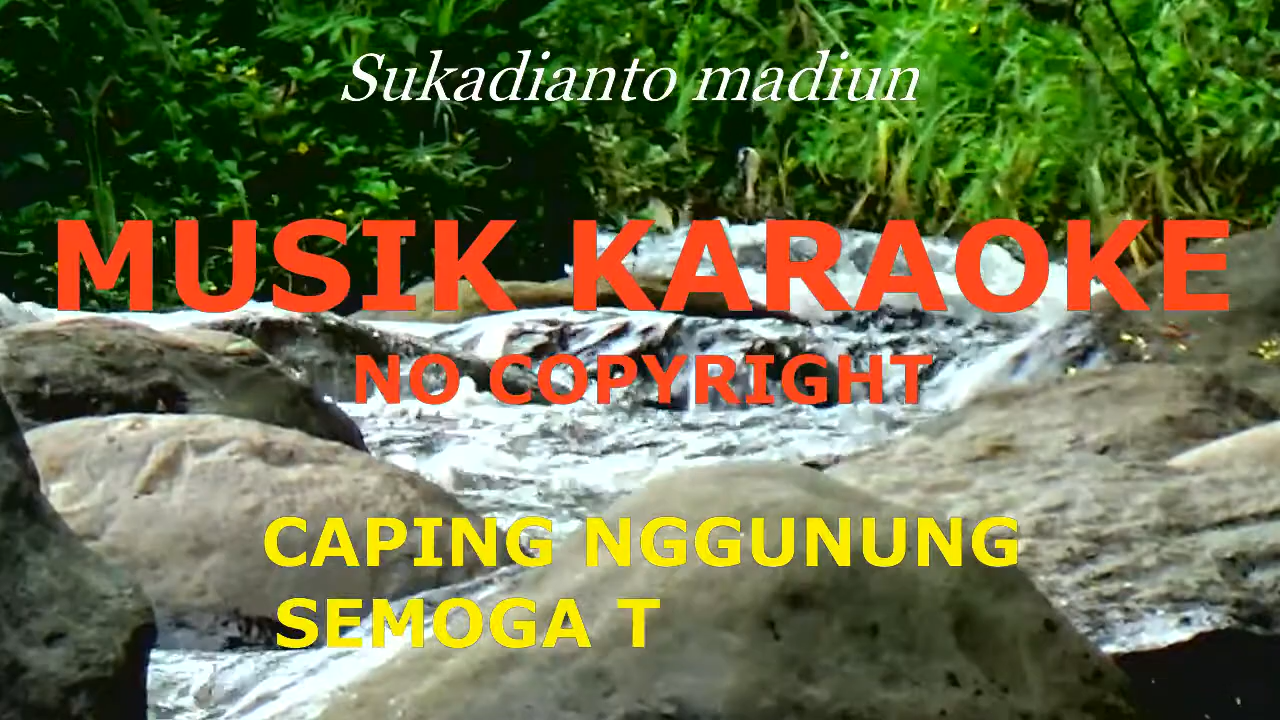 Sukadianto madiun
MUSIK KARAOKE
NO COPYRIGHT
CAPING NGGUNUNG
SEMOGA T